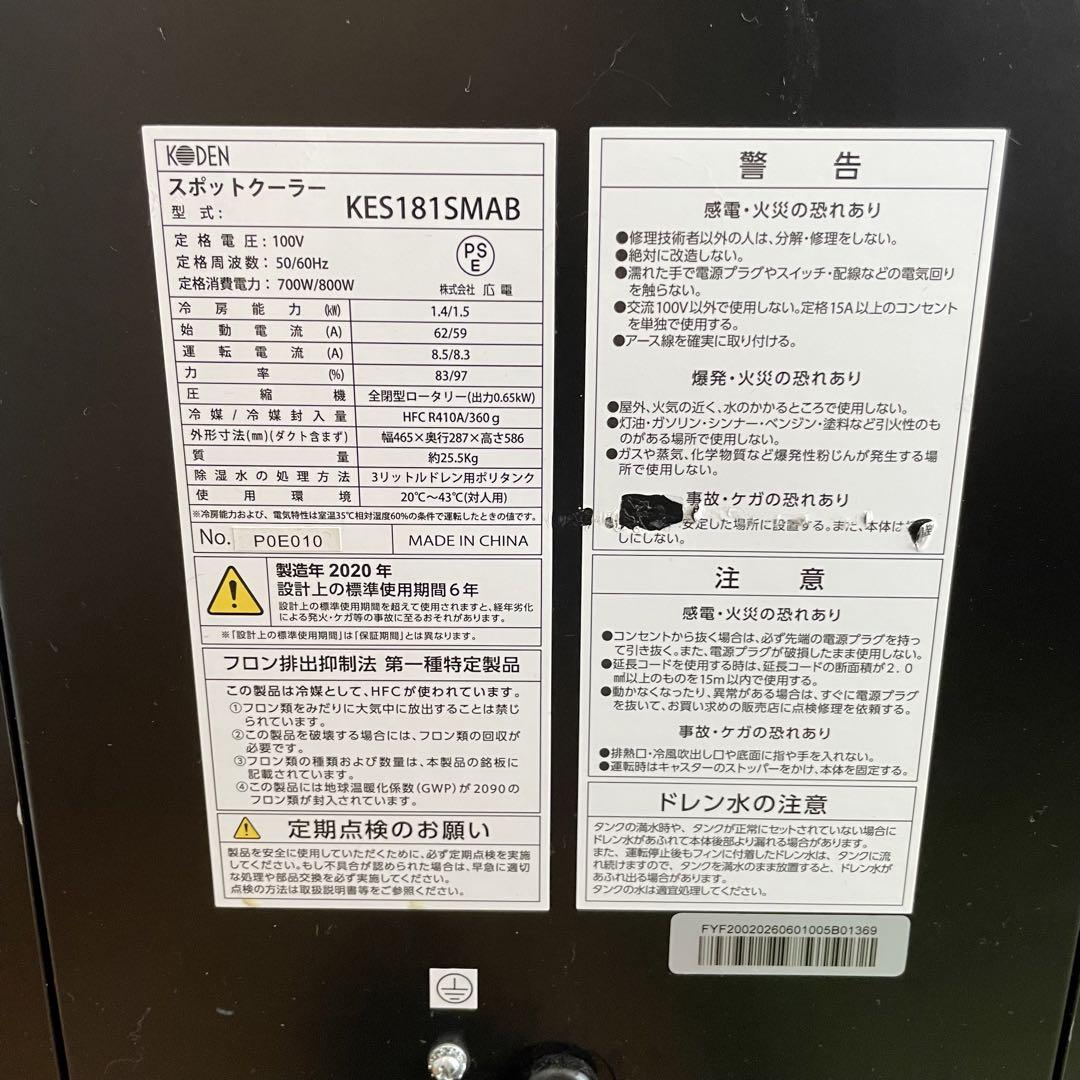 KODEN
スポットクーラー
型式: KES181SMAB
定格電圧: 100V
定格周波数: 50/60Hz
定格消費電力: 700W/800W
PS
E
株式会社 広電
冷房能力 (kW) 1.4/1.5
始動電流 (A) 62/59
運転電流 (A) 8.5/8.3
力率 (%) 83/97
圧縮機 全閉型ロータリー(出力0.65kW)
冷媒/冷媒封入量 HFC R410A/360g
外形寸法(mm)(ダクト含まず) 幅465×奥行287×高さ586
質量 約25.5Kg
除湿水の処理方法 3リットルドレン用ポリタンク
使用環境 20℃〜43℃(対人用)
※冷房能力および、電気特性は室温35℃相対湿度60%の条件で運転したときの値です。
No. P0E010 MADE IN CHINA
製造年 2020年
設計上の標準使用期間6年
設計上の標準使用期間を超えて使用されますと、経年劣化
による発火・ケガ等の事故に至るおそれがあります。
※「設計上の標準使用期間」は「保証期間」とは異なります。
フロン排出抑制法 第一種特定製品
この製品は冷媒として、HFCが使われています。
①フロン類をみだりに大気中に放出することは禁じ
られています。
②この製品を破壊する場合には、フロン類の回収が
必要です。
③フロン類の種類および数量は、本製品の銘板に
記載されています。
④この製品には地球温暖化係数(GWP)が2090の
フロン類が封入されています。
定期点検のお願い
製品を安全に使用していただくために、必ず定期点検を実施
してください。もし不具合が認められた場合は、早急に適切
な処理や部品交換を必ず実施してください。
点検の方法は取扱説明書等をご参照ください。
警告
感電・火災の恐れあり
●修理技術者以外の人は、分解・修理をしない。
●絶対に改造しない。
●濡れた手で電源プラグやスイッチ・配線などの電気回り
を触らない。
●交流100V以外で使用しない。定格15A以上のコンセント
を単独で使用する。
●アース線を確実に取り付ける。
爆発・火災の恐れあり
●屋外、火気の近く、水のかかるところで使用しない。
●灯油・ガソリン・シンナー・ベンジン・塗料など引火性のも
のがある場所で使用しない。
●ガスや蒸気、化学物質など爆発性粉じんが発生する場
所で使用しない。
事故・ケガの恐れあり
安定した場所に設置する。また、本体は
しにしない。
注意
感電・火災の恐れあり
●コンセントから抜く場合は、必ず先端の電源プラグを持っ
て引き抜く。また、電源プラグが破損したまま使用しない。
●延長コードを使用する時は、延長コードの断面積が2.0
㎟以上のものを15m以内で使用する。
●動かなくなったり、異常がある場合は、すぐに電源プラグ
を抜いて、お買い求めの販売店に点検修理を依頼する。
事故・ケガの恐れあり
●排熱口・冷風吹出し口や底面に指や手を入れない。
●運転時はキャスターのストッパーをかけ、本体を固定する。
ドレン水の注意
タンクの満水時や、タンクが正常にセットされていない場合に
ドレン水があふれて本体後部より漏れる場合があります。
また、運転停止後もフィンに付着したドレン水は、タンクに流
れ続けますので、タンクを満水のまま放置すると、ドレン水が
あふれ出る場合があります。
タンクの水は適宜処理してください。
FYF20020260601005B01369